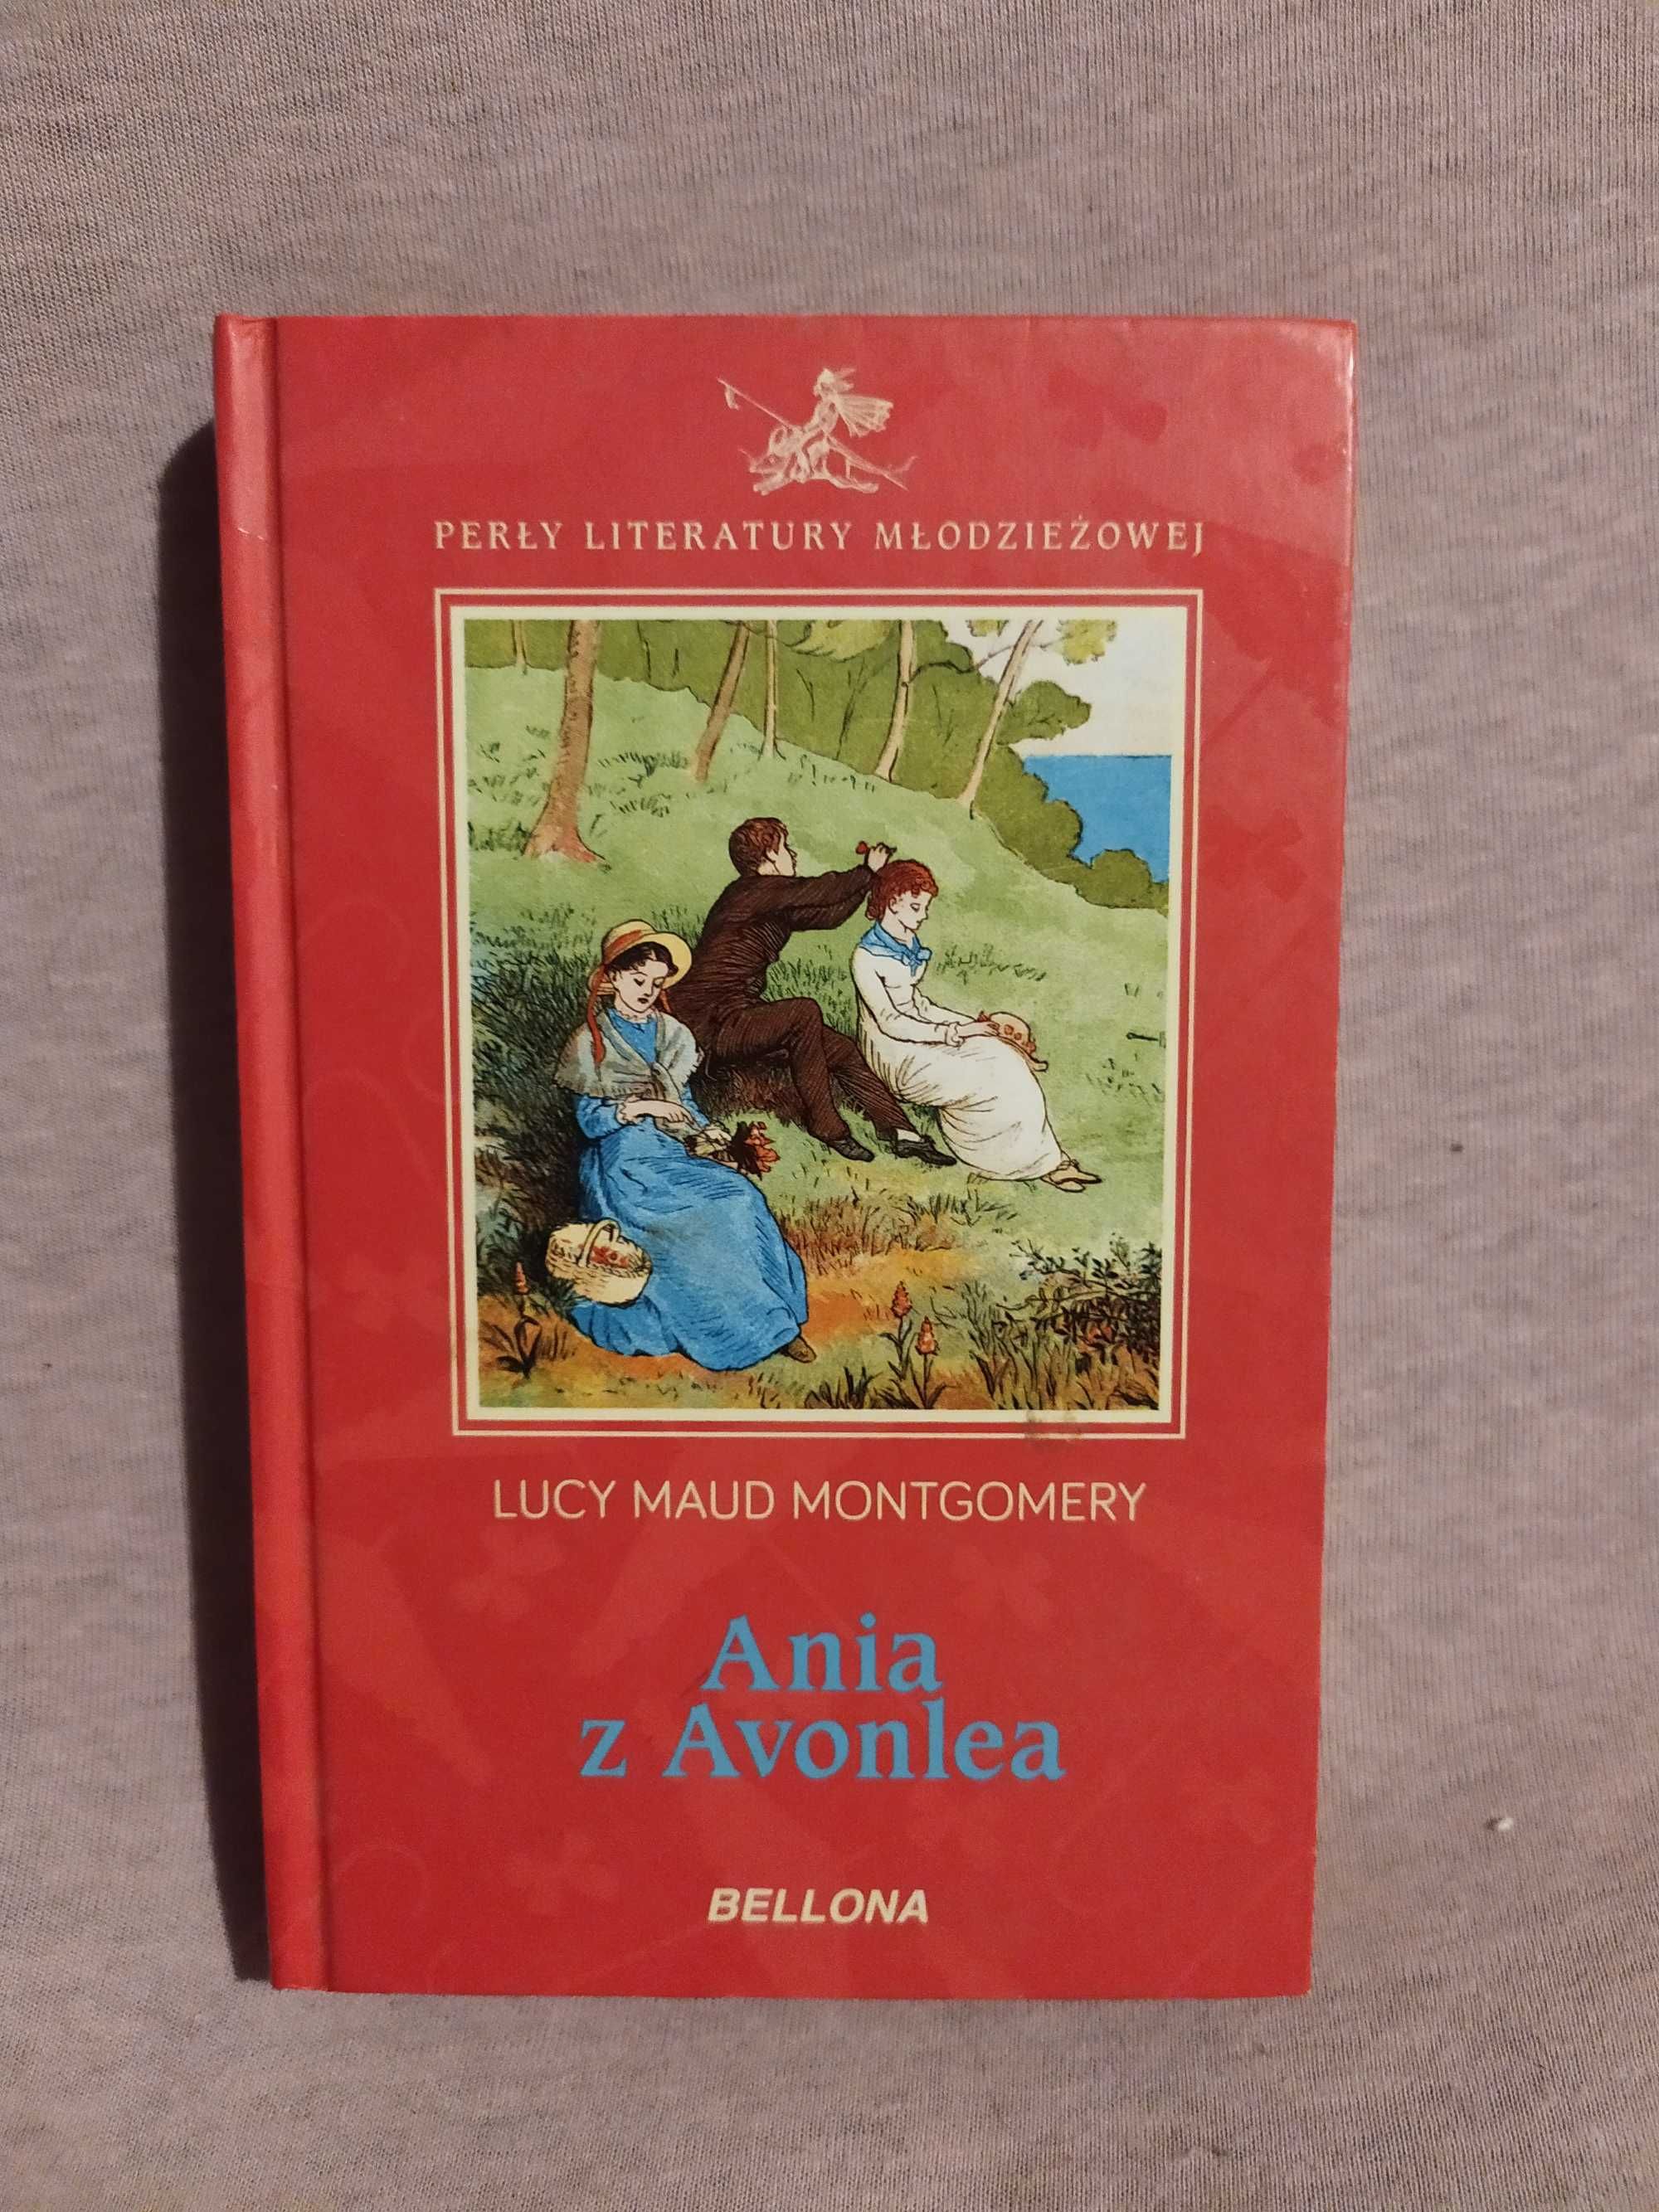 PERŁY LITERATURY MŁODZIEŻOWEJ
LUCY MAUD MONTGOMERY
Ania
z Avonlea
BELLONA